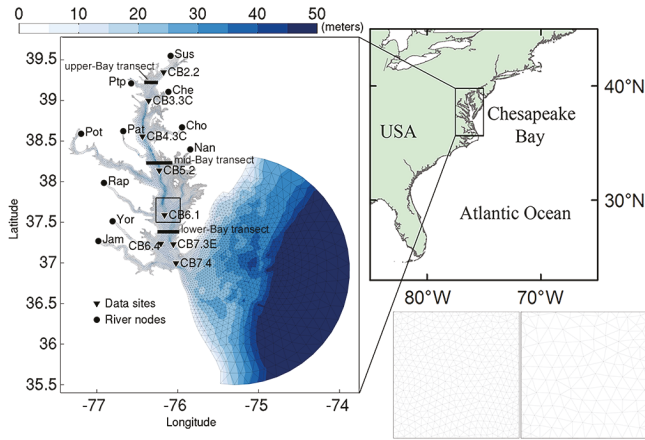 0 10 20 30 40 50 (meters)
39.5
39
38.5
38
37.5
37
36.5
36
35.5
Latitude
-77 -76 -75 -74
Longitude
Sus
upper-Bay transect
CB2.2
Ptp
Che
CB3.3C
Pot
Pat
Cho
CB4.3C
Nan
mid-Bay transect
CB5.2
Rap
CB6.1
Yor
lower-Bay transect
Jam
CB6.4
CB7.3E
CB7.4
Data sites
River nodes
USA
Chesapeake
Bay
Atlantic Ocean
40°N
30°N
80°W 70°W